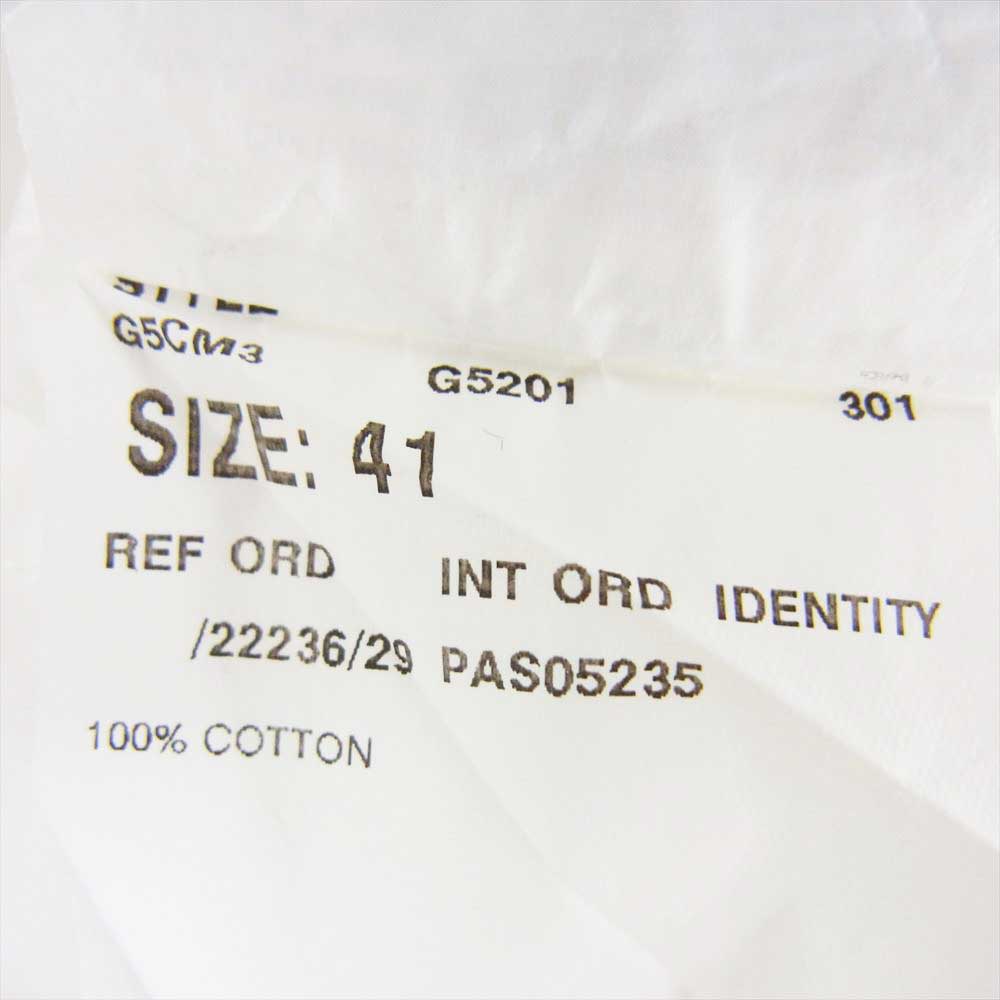 G5CM3 G5201 301
SIZE: 41
REF ORD INT ORD IDENTITY
/22236/29 PAS05235
100% COTTON